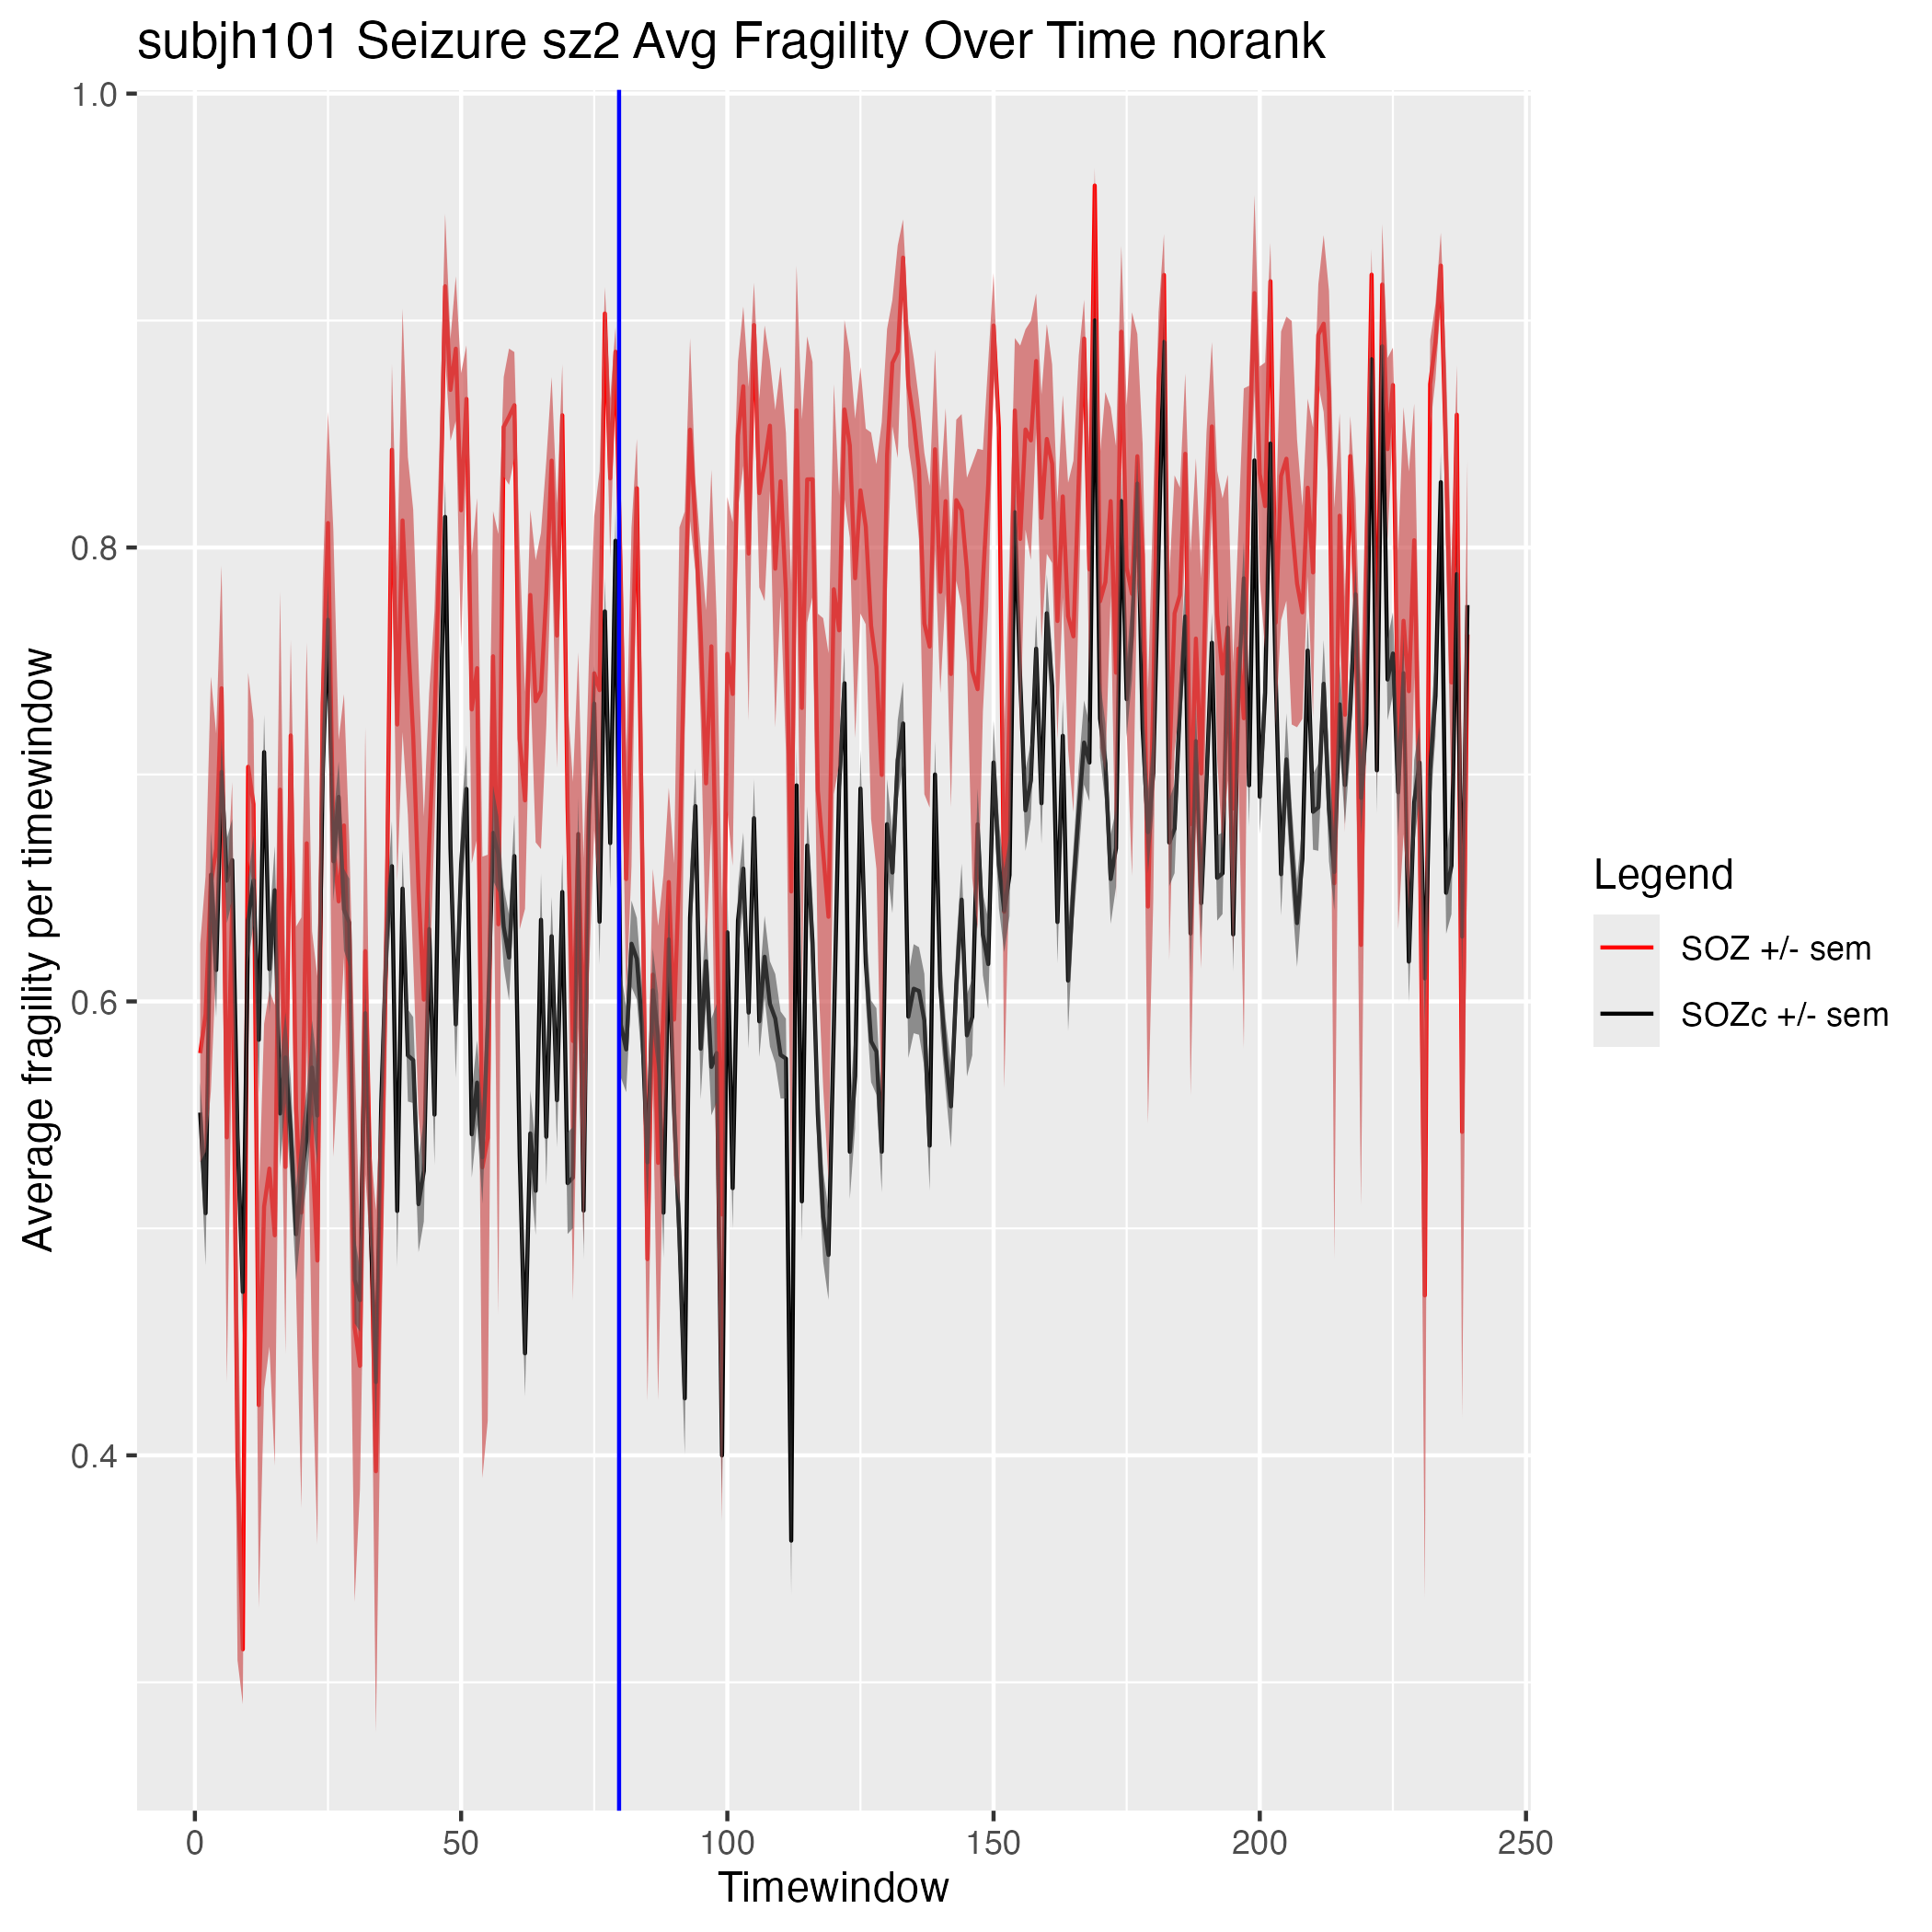 subjh101 Seizure sz2 Avg Fragility Over Time norank
1.0
0.8
0.6
0.4
Average fragility per timewindow
0 50 100 150 200 250
Timewindow
Legend
SOZ +/- sem
SOZc +/- sem